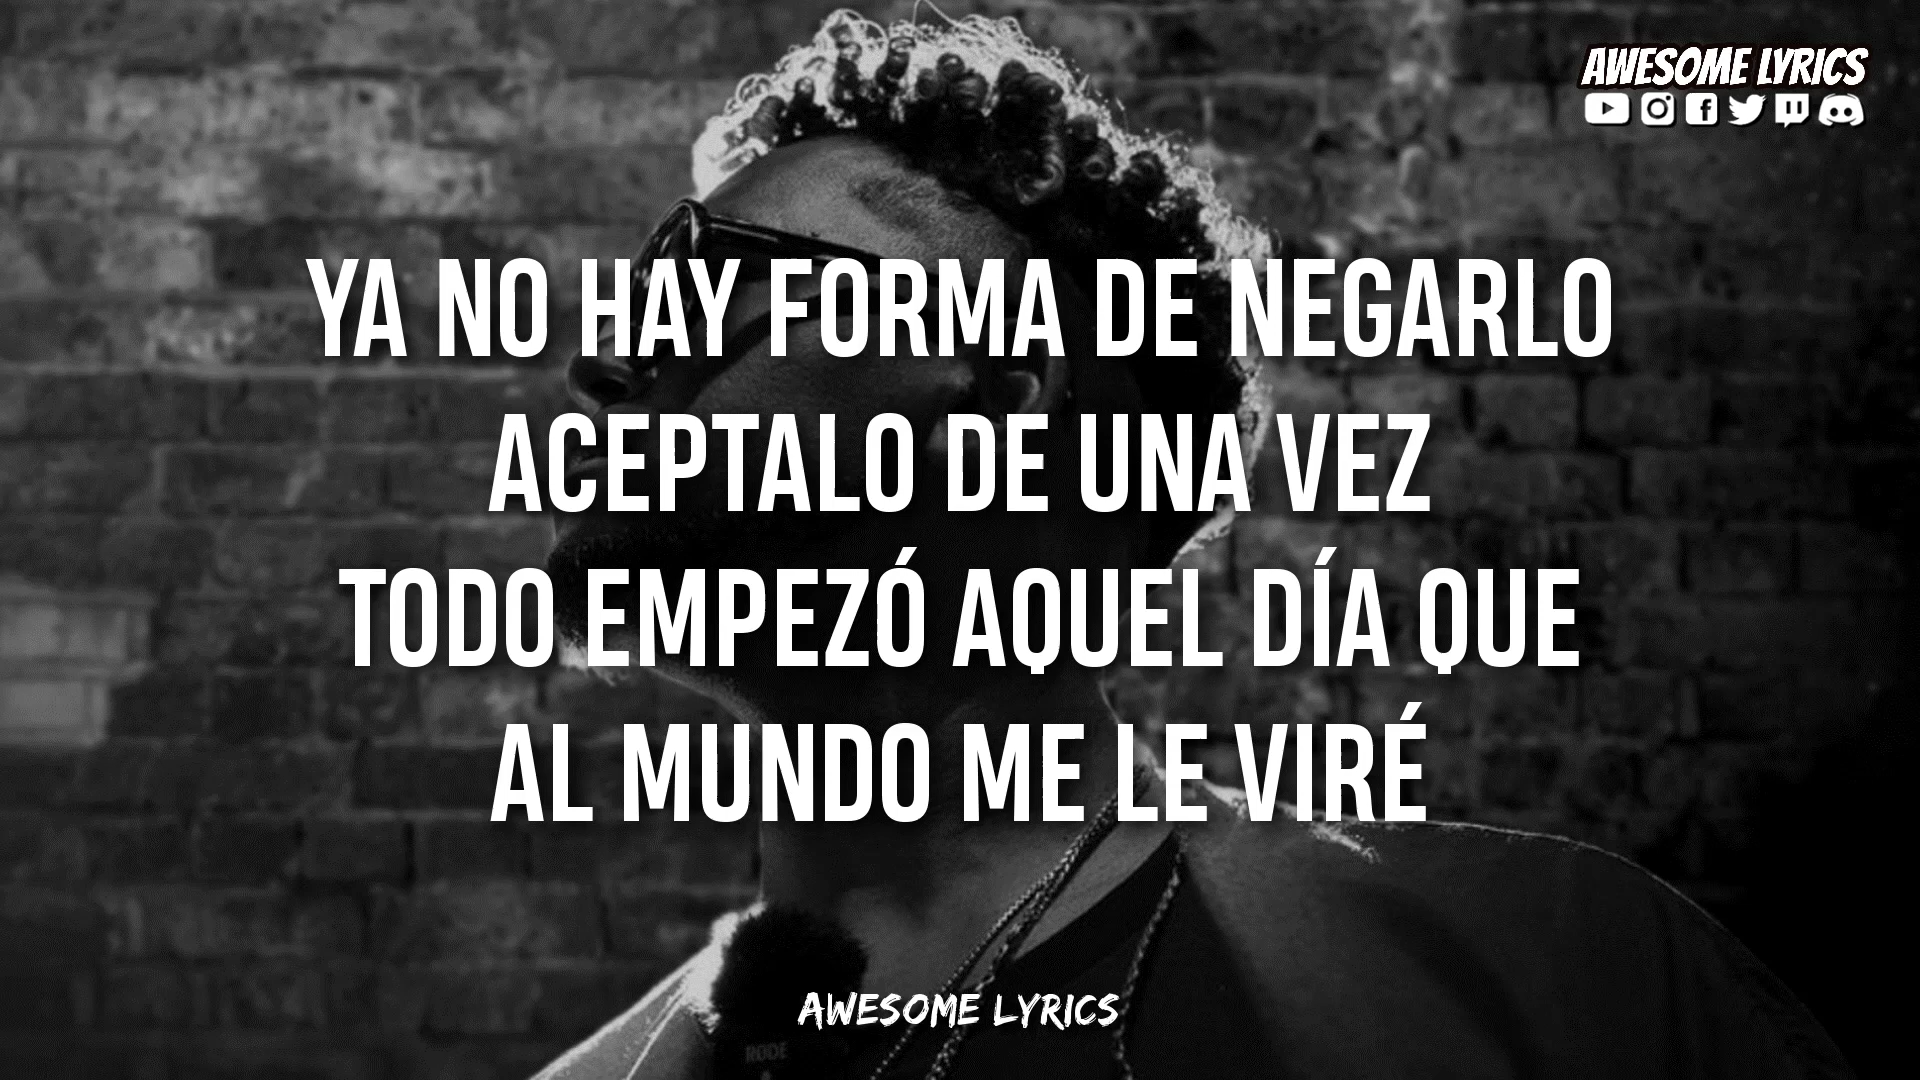 AWESOME LYRICS
YA NO HAY FORMA DE NEGARLO
ACEPTALO DE UNA VEZ
TODO EMPEZÓ AQUEL DÍA QUE
AL MUNDO ME LE VIRÉ
AWESOME LYRICS
RØDE